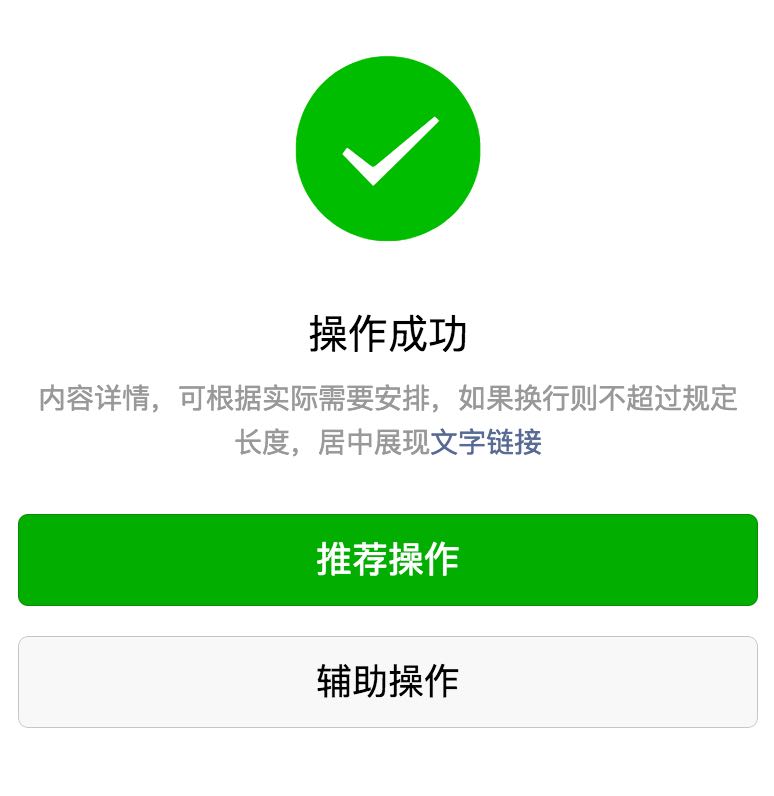 操作成功
内容详情，可根据实际需要安排，如果换行则不超过规定
长度，居中展现文字链接
推荐操作
辅助操作